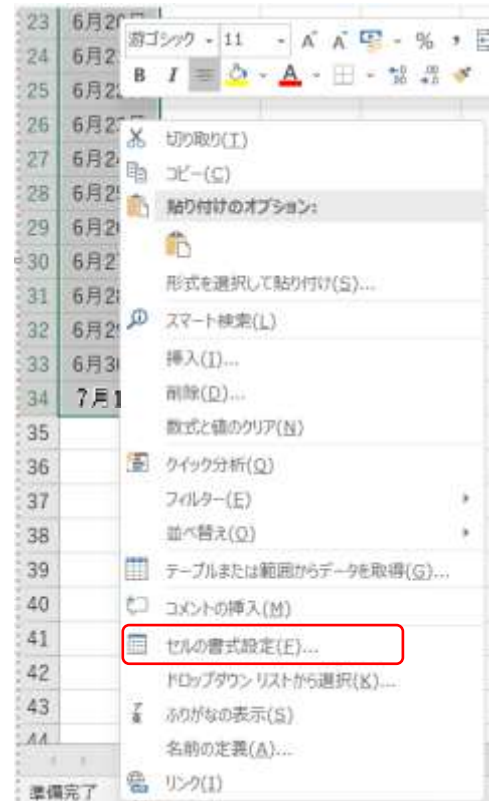 23 6月20日
游ゴシック 11 A A % ,
24 6月2
B I A
25 6月22
26 6月23
切り取り(T)
27 6月24
コピー(C)
28 6月25
貼り付けのオプション:
29 6月26
30 6月27
形式を選択して貼り付け(S)...
31 6月28
スマート検索(L)
32 6月29
33 6月30
挿入(I)...
34 7月1
削除(D)...
35
数式と値のクリア(N)
36
クイック分析(Q)
37
フィルター(E)
38
並べ替え(O)
39
テーブルまたは範囲からデータを取得(G)...
40
コメントの挿入(M)
41
セルの書式設定(F)...
42
ドロップダウン リストから選択(K)...
43
ふりがなの表示(S)
44
名前の定義(A)...
リンク(I)
準備完了